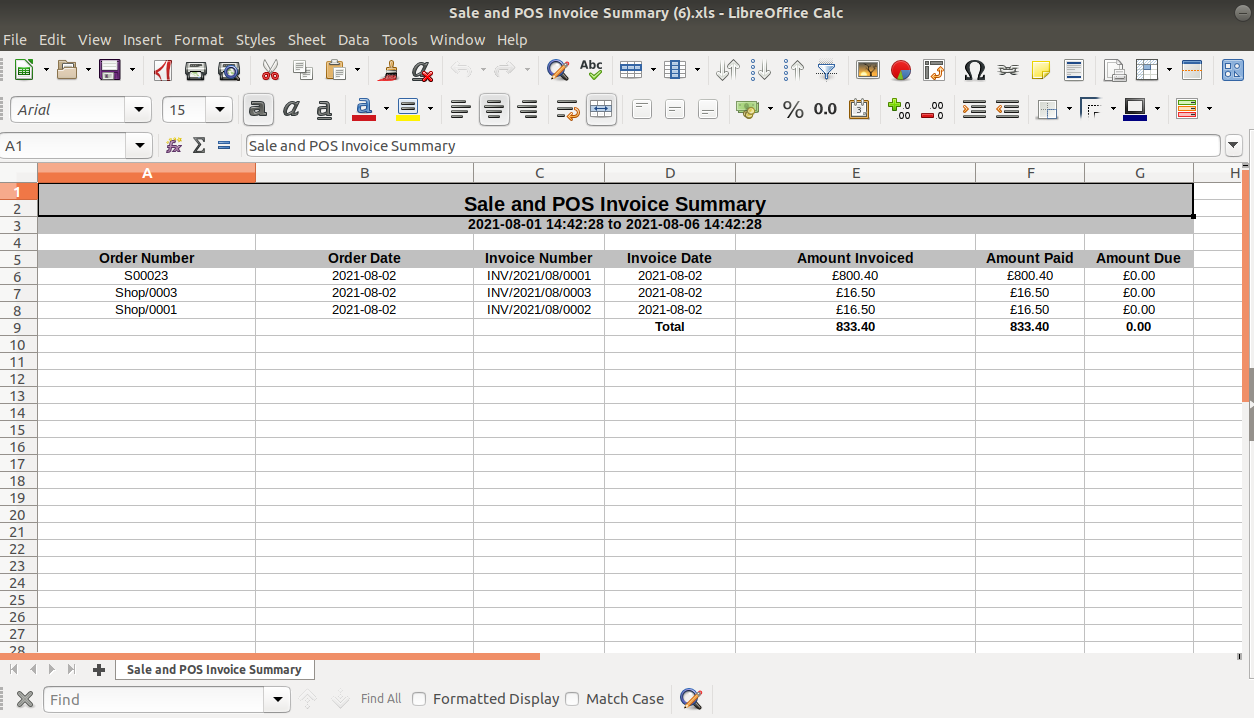 Sale and POS Invoice Summary (6).xls - LibreOffice Calc
File Edit View Insert Format Styles Sheet Data Tools Window Help
Abc
Arial 15 a a a a % 0.0
A1 fx Σ = Sale and POS Invoice Summary
A B C D E F G H
1
2 Sale and POS Invoice Summary
3 2021-08-01 14:42:28 to 2021-08-06 14:42:28
4
5 Order Number Order Date Invoice Number Invoice Date Amount Invoiced Amount Paid Amount Due
6 S00023 2021-08-02 INV/2021/08/0001 2021-08-02 £800.40 £800.40 £0.00
7 Shop/0003 2021-08-02 INV/2021/08/0003 2021-08-02 £16.50 £16.50 £0.00
8 Shop/0001 2021-08-02 INV/2021/08/0002 2021-08-02 £16.50 £16.50 £0.00
9 Total 833.40 833.40 0.00
10
11
12
13
14
15
16
17
18
19
20
21
22
23
24
25
26
27
28
Sale and POS Invoice Summary
Find Find All Formatted Display Match Case